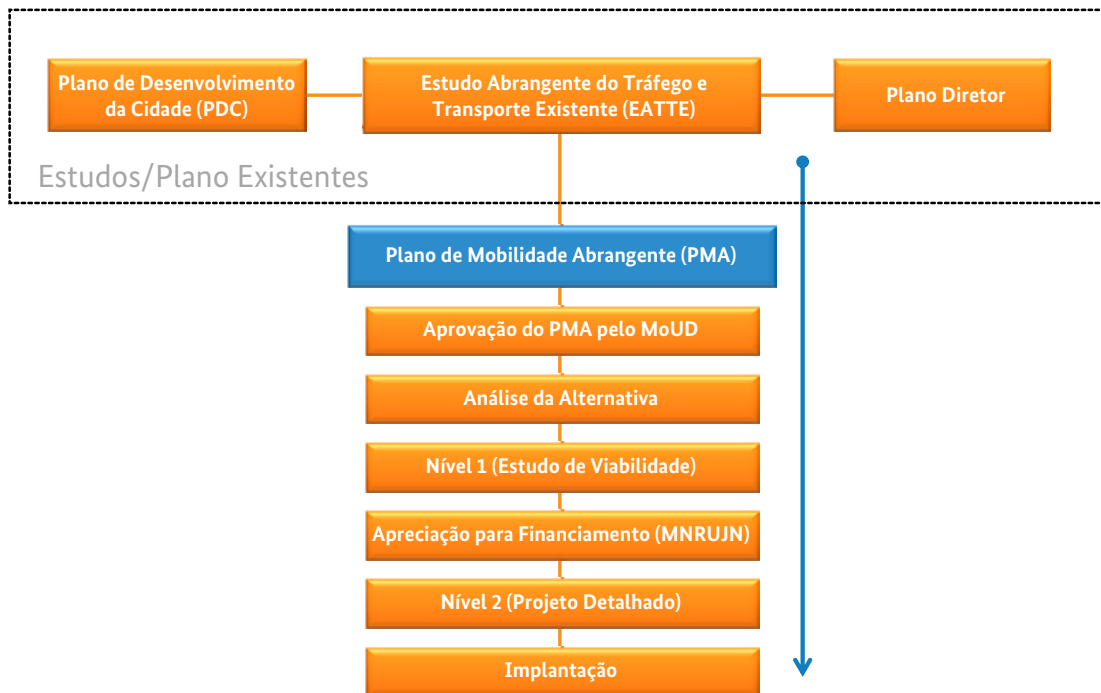 Plano de Desenvolvimento
da Cidade (PDC)
Estudo Abrangente do Tráfego e
Transporte Existente (EATTE)
Plano Diretor
Estudos/Plano Existentes
Plano de Mobilidade Abrangente (PMA)
Aprovação do PMA pelo MoUD
Análise da Alternativa
Nível 1 (Estudo de Viabilidade)
Apreciação para Financiamento (MNRUJN)
Nível 2 (Projeto Detalhado)
Implantação